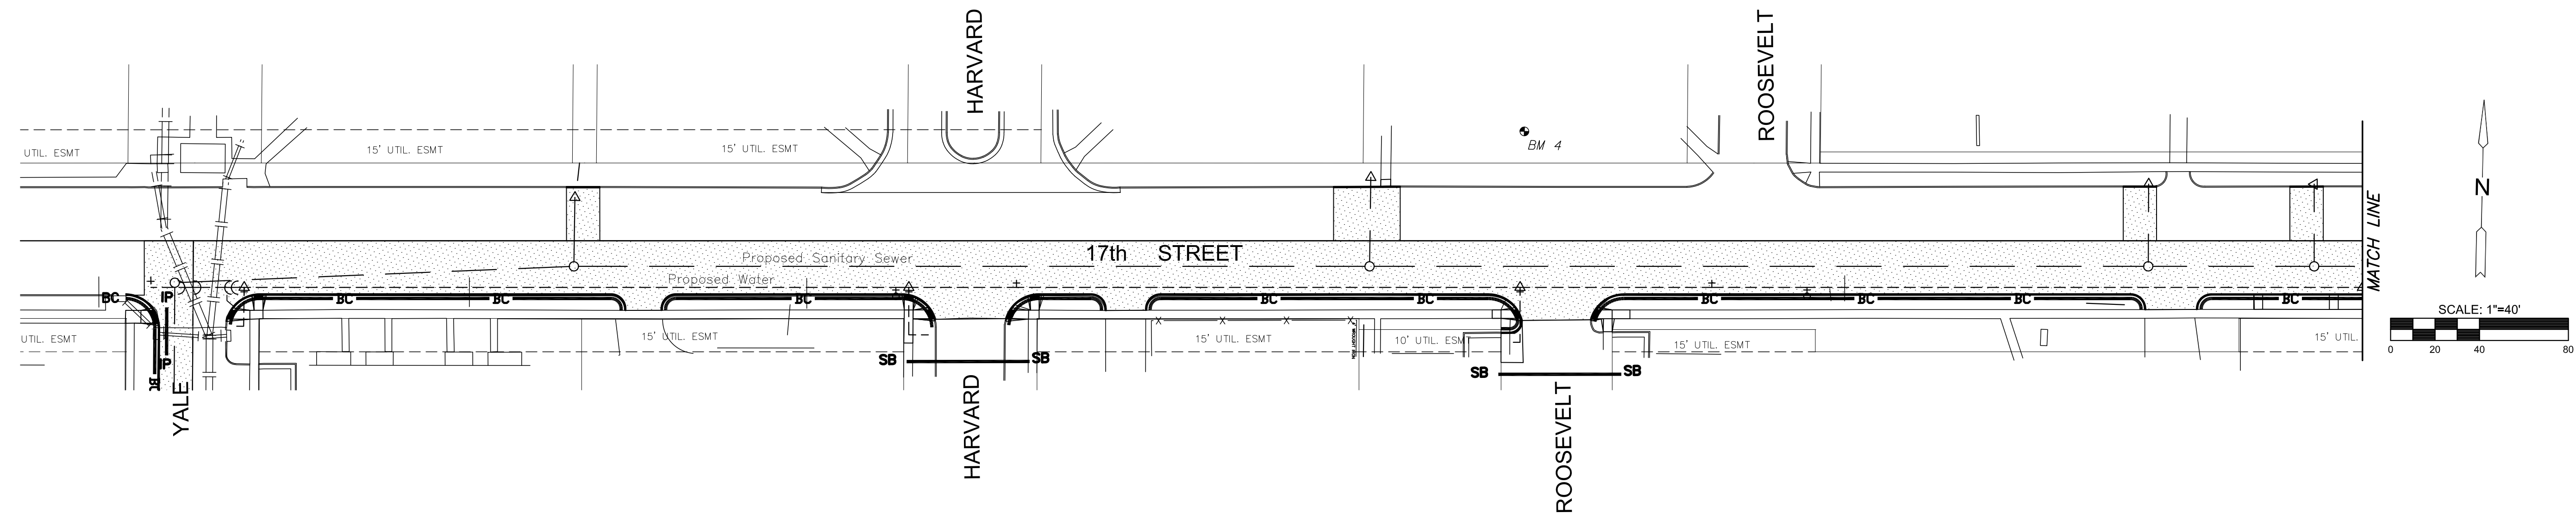 HARVARD
ROOSEVELT
UTIL. ESMT
15' UTIL. ESMT
15' UTIL. ESMT
BM 4
N
MATCH LINE
17th STREET
Proposed Sanitary Sewer
Proposed Water
BC
IP
BC
BC
BC
BC
BC
BC
BC
BC
BC
SCALE: 1"=40'
0 20 40 80
UTIL. ESMT
15' UTIL. ESMT
X X X X
15' UTIL. ESMT
10' UTIL. ESMT
15' UTIL. ESMT
15' UTIL.
IP
BC
SB
SB
SB
SB
YALE
HARVARD
ROOSEVELT